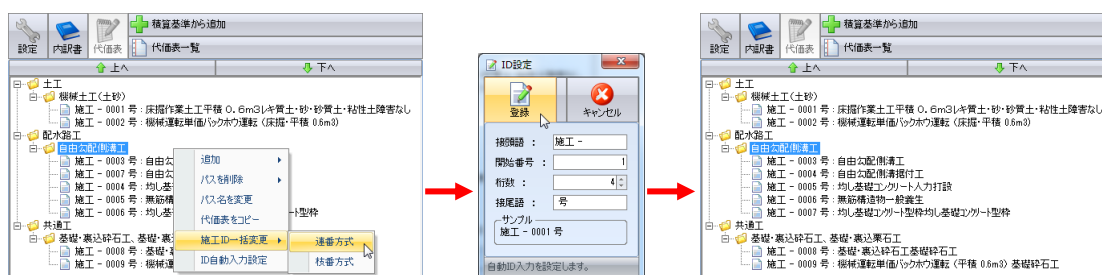 設定
内訳書
代価表
積算基準から追加
代価表一覧
上へ
下へ
土工
機械土工(土砂)
施工 - 0001 号 : 床掘作業土工平積 0.6m3レキ質土・砂・砂質土・粘性土障害なし
施工 - 0002 号 : 機械運転単価バックホウ運転 (床掘・平積 0.6m3)
配水路工
自由勾配側溝工
施工 - 0003 号 : 自由勾
施工 - 0007 号 : 自由勾
施工 - 0004 号 : 均し基
施工 - 0005 号 : 無筋構
施工 - 0006 号 : 均し基
ート型枠
共通工
基礎・裏込砕石工、基礎・裏
施工 - 0008 号 : 基礎・
施工 - 0009 号 : 機械運
追加
パスを削除
パス名を変更
代価表をコピー
施工ID一括変更
ID自動入力設定
連番方式
枝番方式
ID設定
登録
キャンセル
接頭語 : 施工 -
開始番号 : 1
桁数 : 4
接尾語 : 号
サンプル
施工 - 0001 号
自動ID入力を設定します。
設定
内訳書
代価表
積算基準から追加
代価表一覧
上へ
下へ
土工
機械土工(土砂)
施工 - 0001 号 : 床掘作業土工平積 0.6m3レキ質土・砂・砂質土・粘性土障害なし
施工 - 0002 号 : 機械運転単価バックホウ運転 (床掘・平積 0.6m3)
配水路工
自由勾配側溝工
施工 - 0003 号 : 自由勾配側溝工
施工 - 0004 号 : 自由勾配側溝据付工
施工 - 0005 号 : 均し基礎コンクリート人力打設
施工 - 0006 号 : 無筋構造物一般養生
施工 - 0007 号 : 均し基礎コンクリート型枠均し基礎コンクリート型枠
共通工
基礎・裏込砕石工、基礎・裏込栗石工
施工 - 0008 号 : 基礎・裏込砕石工基礎砕石工
施工 - 0009 号 : 機械運転単価バックホウ運転 (平積 0.6m3) 基礎砕石工